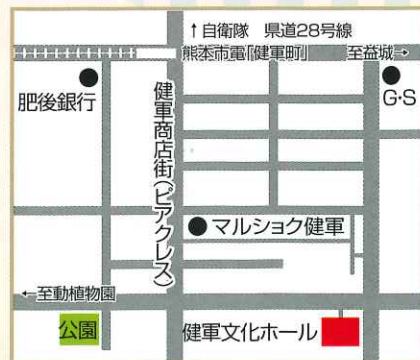 ↑自衛隊 県道28号線
熊本市電「健軍町」
至益城→
肥後銀行
G・S
健軍商店街(ピアクレス)
マルショク健軍
←至動植物園
公園
健軍文化ホール